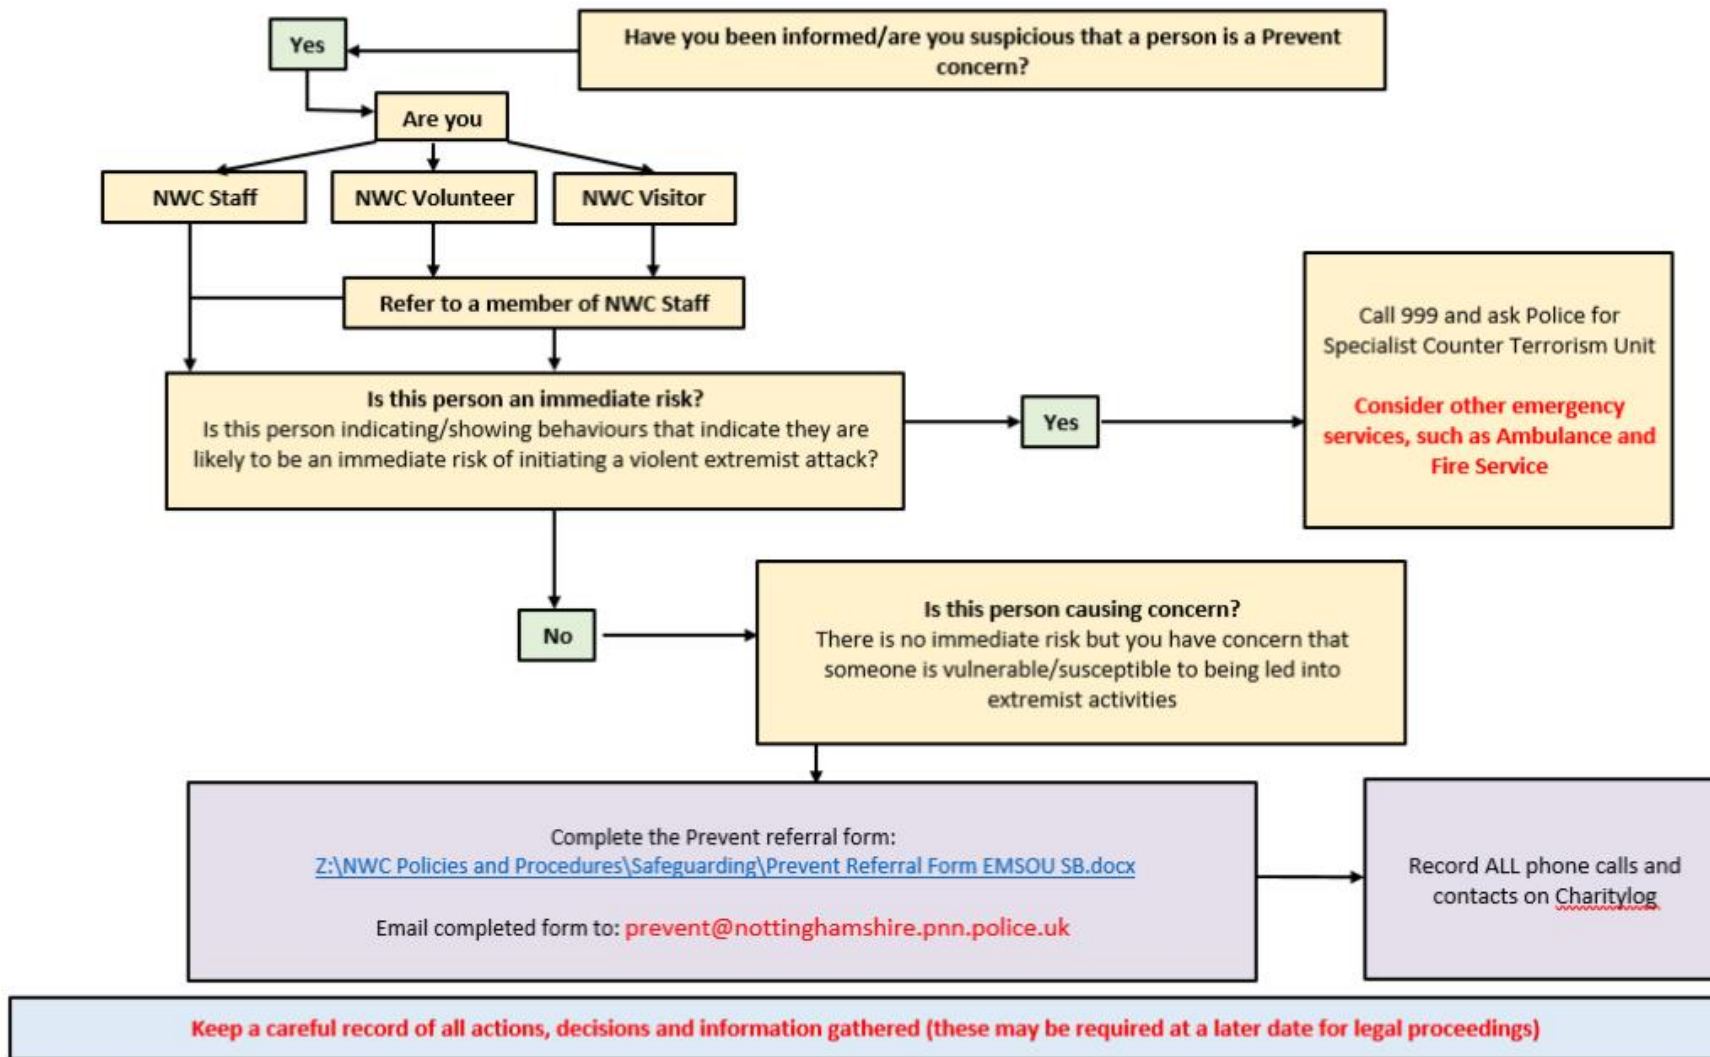 Yes
Have you been informed/are you suspicious that a person is a Prevent
concern?
Are you
NWC Staff
NWC Volunteer
NWC Visitor
Refer to a member of NWC Staff
Is this person an immediate risk?
Is this person indicating/showing behaviours that indicate they are
likely to be an immediate risk of initiating a violent extremist attack?
Yes
Call 999 and ask Police for
Specialist Counter Terrorism Unit
Consider other emergency
services, such as Ambulance and
Fire Service
No
Is this person causing concern?
There is no immediate risk but you have concern that
someone is vulnerable/susceptible to being led into
extremist activities
Complete the Prevent referral form:
Z:\NWC Policies and Procedures\Safeguarding\Prevent Referral Form EMSOU SB.docx
Email completed form to: prevent@nottinghamshire.pnn.police.uk
Record ALL phone calls and
contacts on Charitylog
Keep a careful record of all actions, decisions and information gathered (these may be required at a later date for legal proceedings)